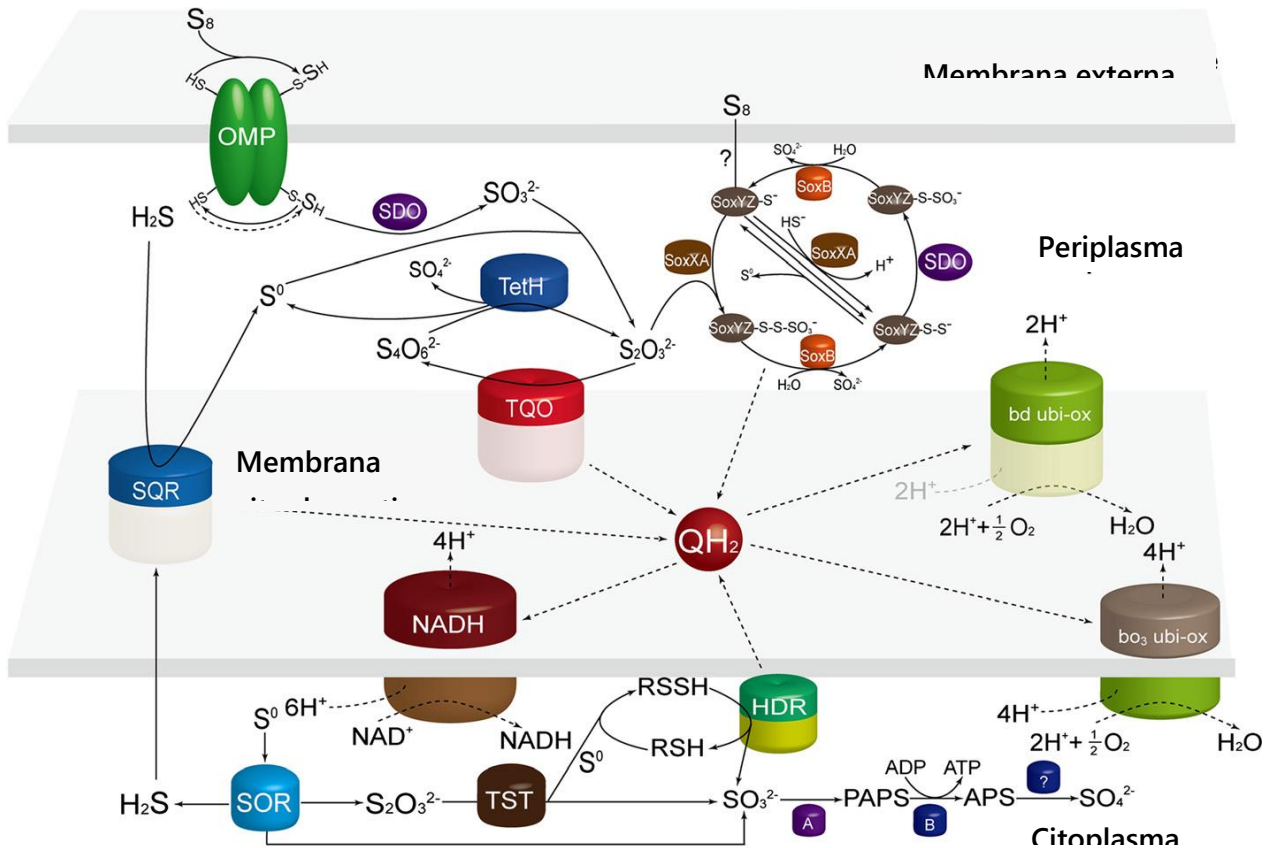 S₈
HS
S-SH
Membrana externa
OMP
S₈
?
HS
S-SH
H₂S
SDO
SO₃²⁻
SO₄²⁻
H₂O
SoxB
SoxYZ-S⁻
SoxYZ-S-SO₃⁻
HS⁻
SoxXA
SoxXA
H⁺
S⁰
SDO
Periplasma
SO₄²⁻
TetH
S⁰
S₄O₆²⁻
S₂O₃²⁻
SoxYZ-S-S-SO₃⁻
SoxYZ-S-S⁻
SoxB
H₂O
SO₄²⁻
TQO
2H⁺
bd ubi-ox
2H⁺
2H⁺+½O₂
H₂O
SQR
Membrana
QH₂
4H⁺
NADH
4H⁺
bo₃ ubi-ox
S⁰
6H⁺
NAD⁺
NADH
RSSH
RSH
S⁰
HDR
4H⁺
2H⁺+½O₂
H₂O
H₂S
SOR
S₂O₃²⁻
TST
SO₃²⁻
A
PAPS
ADP
ATP
B
APS
?
SO₄²⁻
Citoplasma